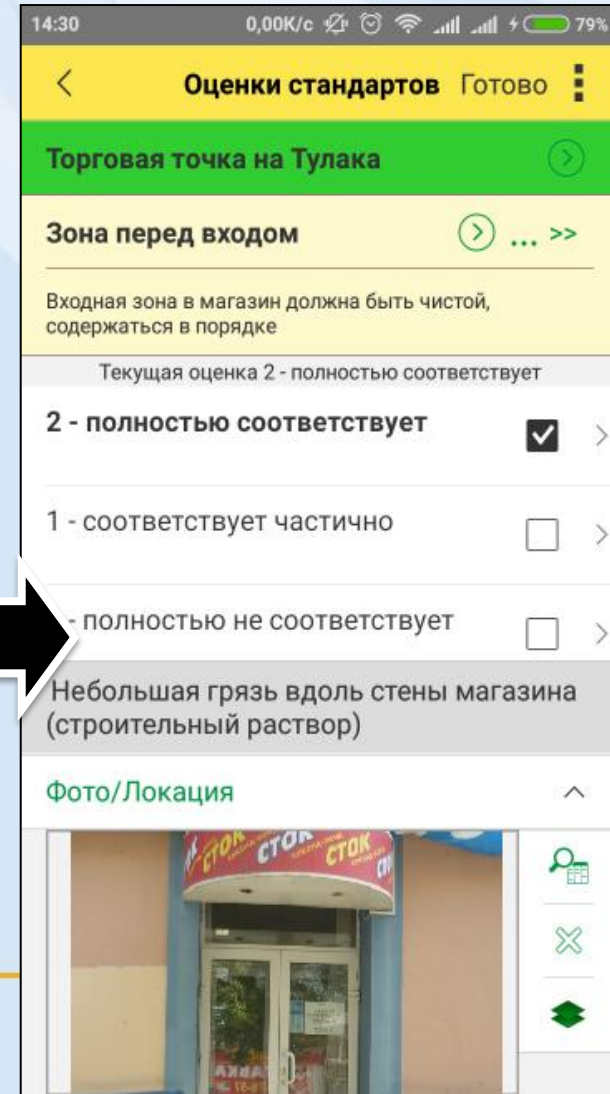 14:30 0,00K/c 79%
Оценки стандартов Готово
Торговая точка на Тулака
Зона перед входом ... >>
Входная зона в магазин должна быть чистой,
содержаться в порядке
Текущая оценка 2 - полностью соответствует
2 - полностью соответствует
1 - соответствует частично
- полностью не соответствует
Небольшая грязь вдоль стены магазина
(строительный раствор)
Фото/Локация
СТОК СТОК СТОК